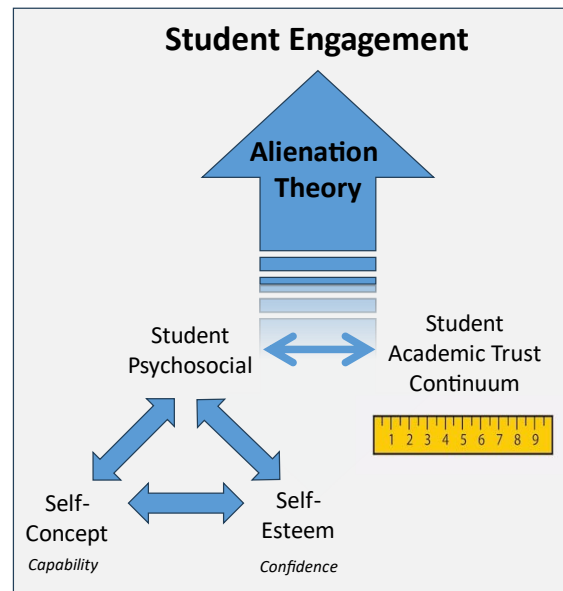 Student Engagement
Alienation
Theory
Student
Psychosocial
Student
Academic Trust
Continuum
1 2 3 4 5 6 7 8 9
Self-
Concept
Capability
Self-
Esteem
Confidence